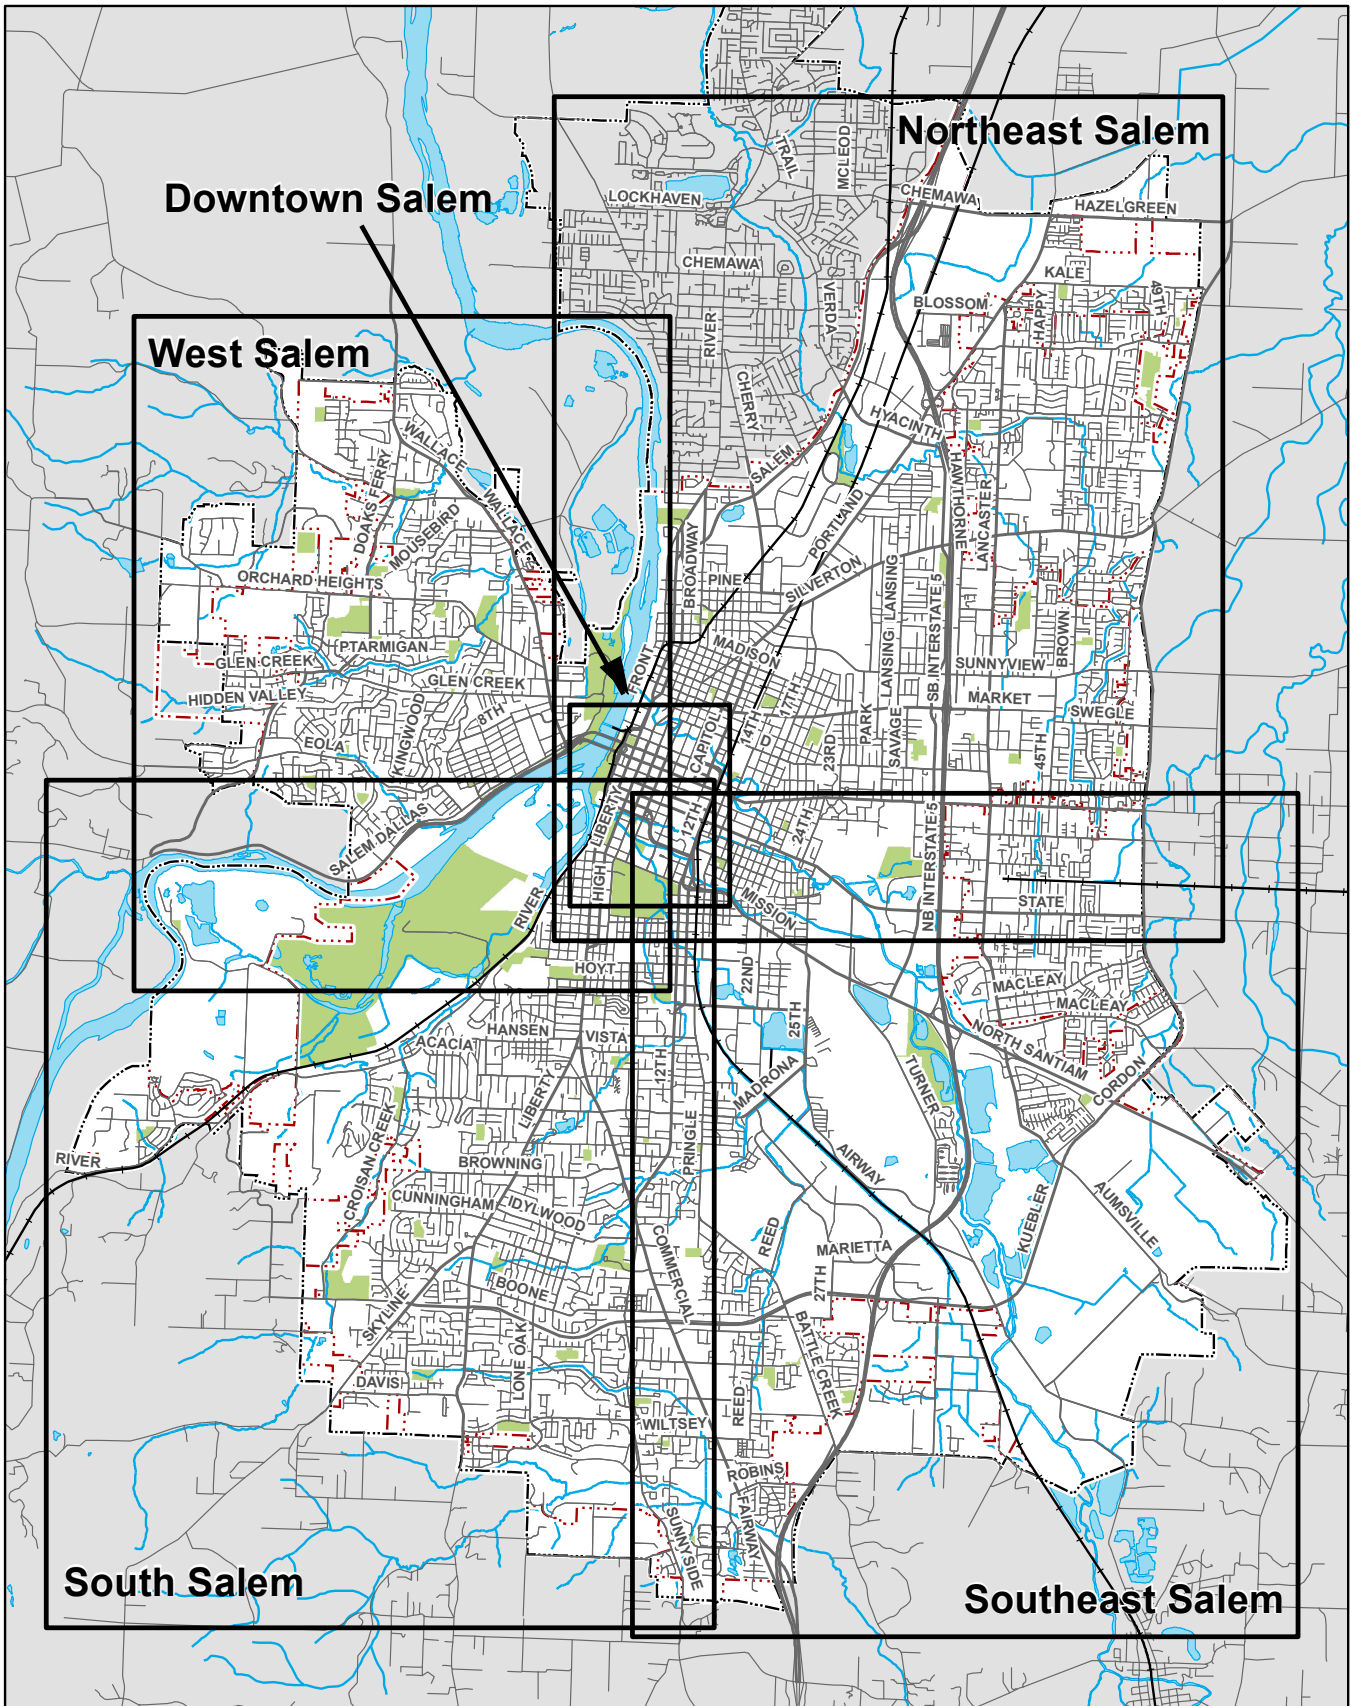 Northeast Salem
TRAIL
MCLEOD
Downtown Salem
LOCKHAVEN
CHEMAWA
HAZELGREEN
CHEMAWA
KALE
VERDA
BLOSSOM
HAPPY
49TH
RIVER
West Salem
CHERRY
HYACINTH
WALLACE
SALEM
HAWTHORNE
LANCASTER
DOAKS FERRY
MOUSEBIRD
WALLACE
PORTLAND
BROADWAY
PINE
SILVERTON
LANSING
LANSING
SB INTERSTATE 5
ORCHARD HEIGHTS
BROWN
PTARMIGAN
MADISON
GLEN CREEK
GLEN CREEK
SUNNYVIEW
FRONT
HIDDEN VALLEY
17TH
MARKET
SWEGLE
8TH
KINGWOOD
CAPITOL
14TH
D
23RD
PARK
SAVAGE
45TH
EOLA
LIBERTY
12TH
24TH
SALEM DALLAS
HIGH
MISSION
NB INTERSTATE 5
STATE
RIVER
HOYT
22ND
MACLEAY
MACLEAY
25TH
HANSEN
VISTA
ACACIA
NORTH SANTIAM
12TH
MADRONA
TURNER
CORDON
LIBERTY
CROISAN CREEK
RIVER
BROWNING
PRINGLE
AIRWAY
CUNNINGHAM
IDYLWOOD
KUEBLER
AUMSVILLE
REED
COMMERCIAL
MARIETTA
BOONE
27TH
SKYLINE
BATTLE CREEK
LONE OAK
DAVIS
REED
WILTSEY
ROBINS
FAIRWAY
SUNNYSIDE
South Salem
Southeast Salem